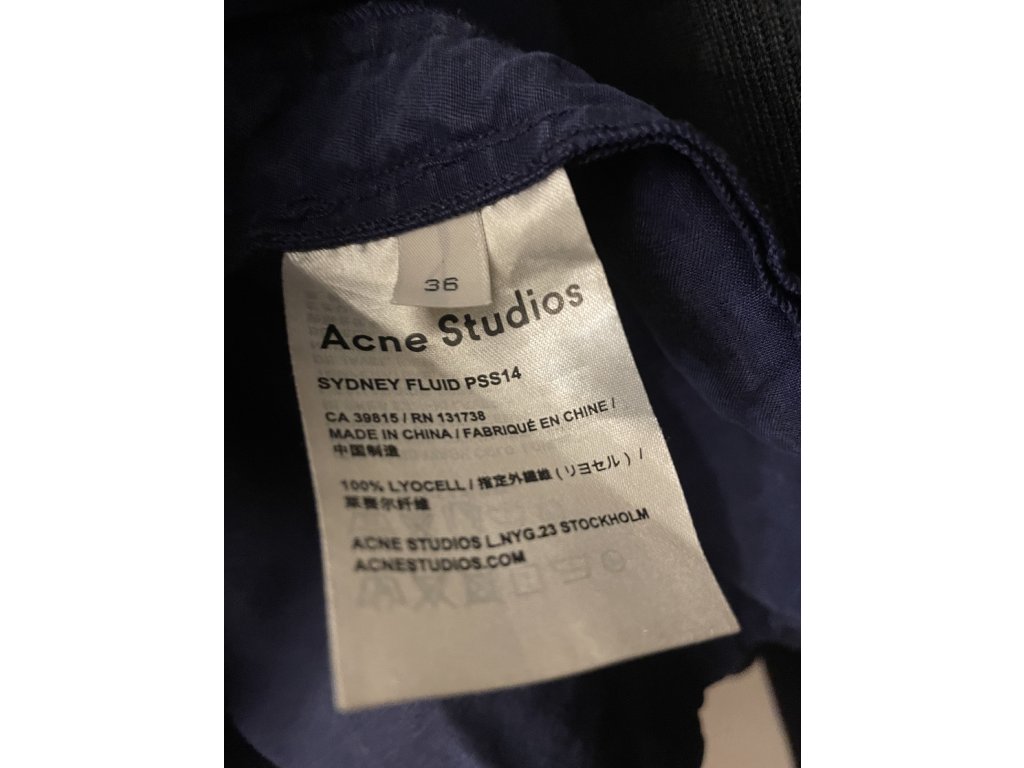 36
Acne Studios
SYDNEY FLUID PSS14
CA 39815 / RN 131738
MADE IN CHINA / FABRIQUÉ EN CHINE /
中国制造
100% LYOCELL / 指定外繊維 (リヨセル) /
莱赛尔纤维
ACNE STUDIOS L.NYG.23 STOCKHOLM
ACNESTUDIOS.COM